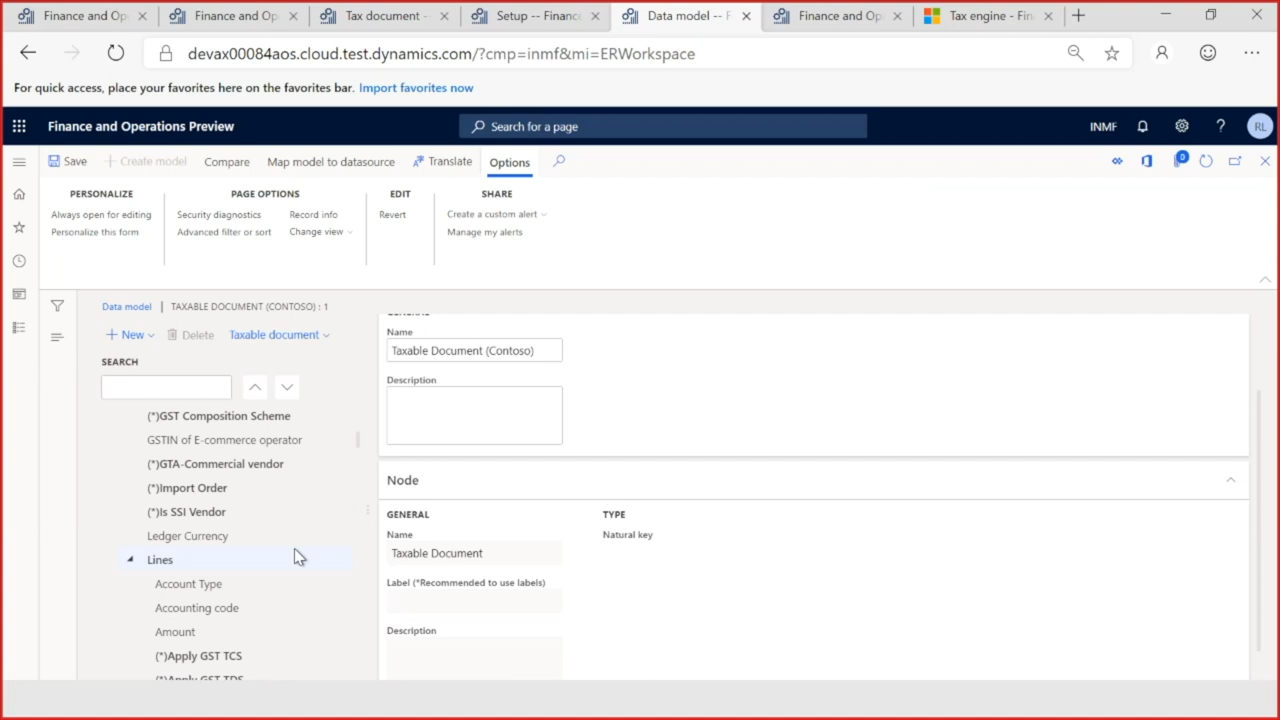 Finance and Op
Finance and Op
Tax document -
Setup -- Financ
Data model -- F
Finance and Op
Tax engine - Fin
devax00084aos.cloud.test.dynamics.com/?cmp=inmf&mi=ERWorkspace
For quick access, place your favorites here on the favorites bar. Import favorites now
Finance and Operations Preview
Search for a page
INMF
?
RL
Save
+ Create model
Compare
Map model to datasource
Translate
Options
0
PERSONALIZE
Always open for editing
Personalize this form
PAGE OPTIONS
Security diagnostics
Record info
Advanced filter or sort
Change view
EDIT
Revert
SHARE
Create a custom alert
Manage my alerts
Data model | TAXABLE DOCUMENT (CONTOSO) : 1
+ New
Delete
Taxable document
SEARCH
(*)GST Composition Scheme
GSTIN of E-commerce operator
(*)GTA-Commercial vendor
(*)Import Order
(*)Is SSI Vendor
Ledger Currency
Lines
Account Type
Accounting code
Amount
(*)Apply GST TCS
(*)Apply GST TDS
GENERAL
Name
Taxable Document (Contoso)
Description
Node
GENERAL
Name
Taxable Document
Label (*Recommended to use labels)
Description
TYPE
Natural key